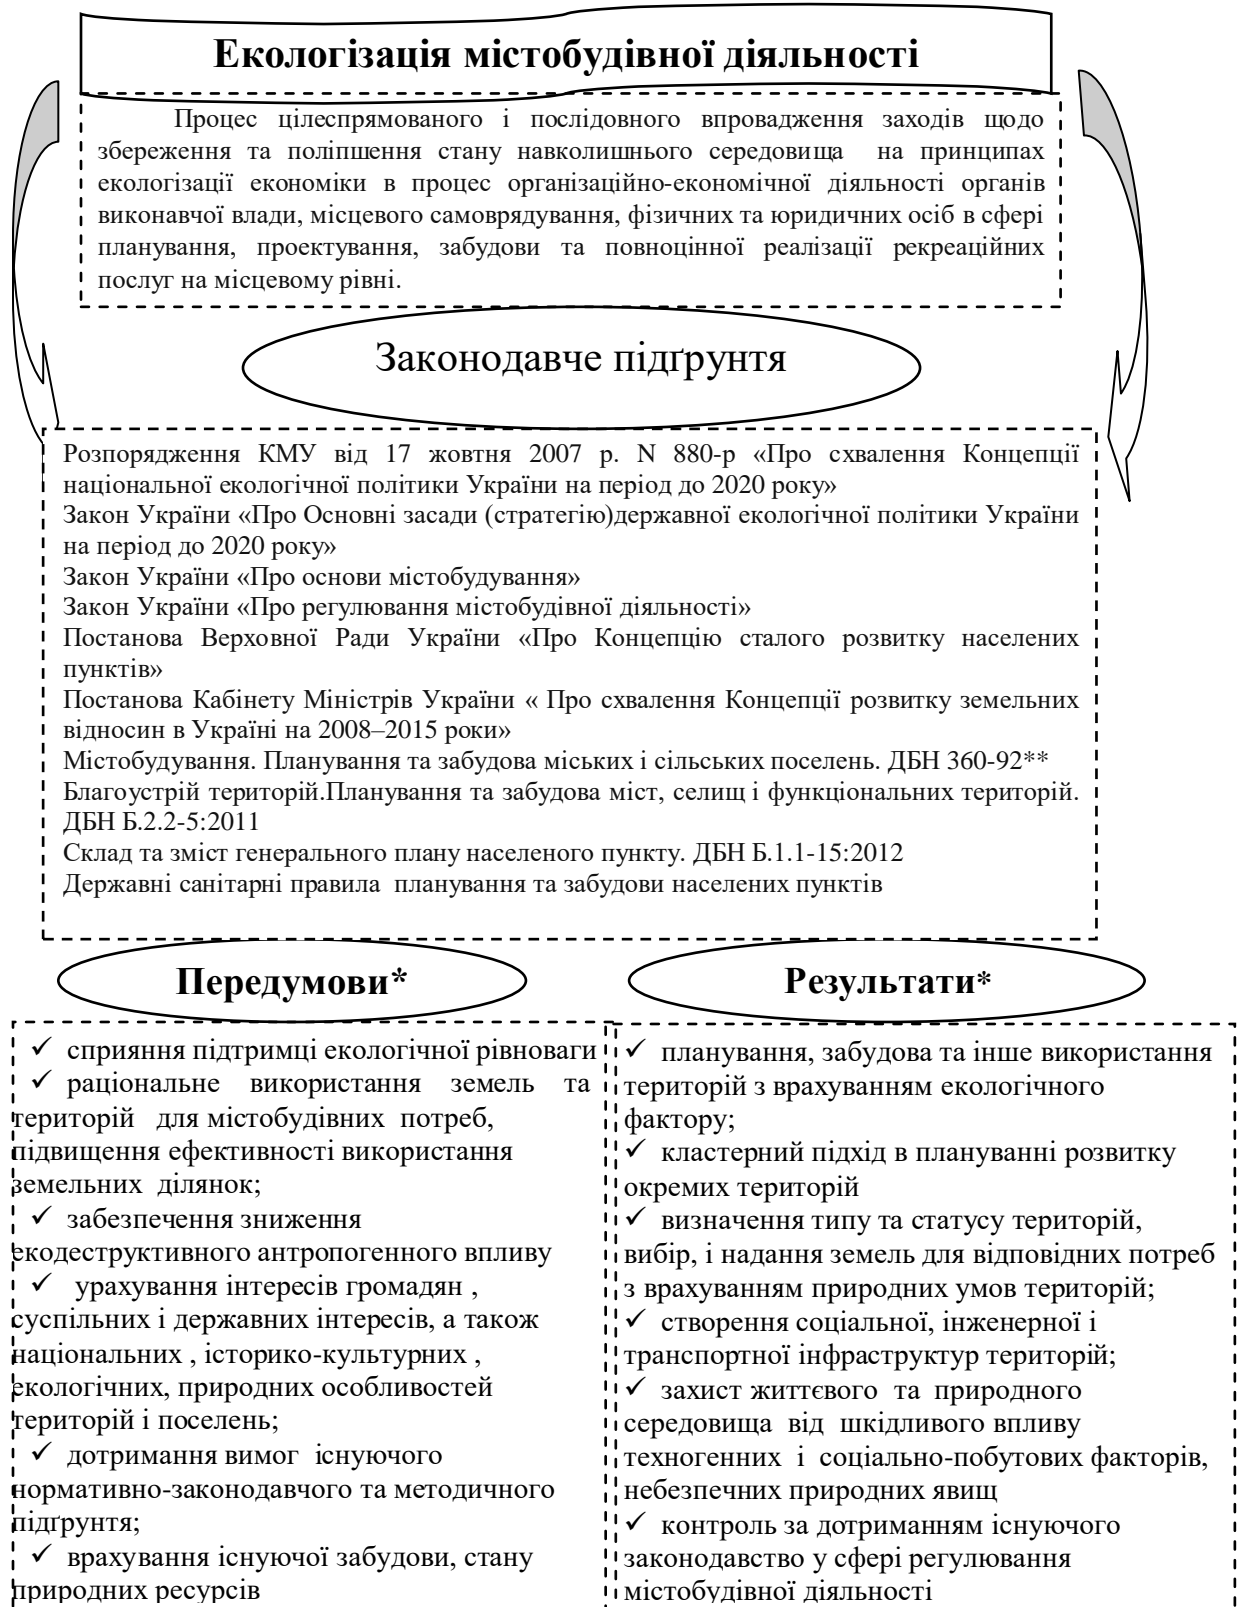 Екологізація містобудівної діяльності
Процес цілеспрямованого і послідовного впровадження заходів щодо
збереження та поліпшення стану навколишнього середовища на принципах
екологізації економіки в процес організаційно-економічної діяльності органів
виконавчої влади, місцевого самоврядування, фізичних та юридичних осіб в сфері
планування, проектування, забудови та повноцінної реалізації рекреаційних
послуг на місцевому рівні.
Законодавче підґрунтя
Розпорядження КМУ від 17 жовтня 2007 р. N 880-р «Про схвалення Концепції
національної екологічної політики України на період до 2020 року»
Закон України «Про Основні засади (стратегію)державної екологічної політики України
на період до 2020 року»
Закон України «Про основи містобудування»
Закон України «Про регулювання містобудівної діяльності»
Постанова Верховної Ради України «Про Концепцію сталого розвитку населених
пунктів»
Постанова Кабінету Міністрів України « Про схвалення Концепції розвитку земельних
відносин в Україні на 2008–2015 роки»
Містобудування. Планування та забудова міських і сільських поселень. ДБН 360-92**
Благоустрій територій.Планування та забудова міст, селищ і функціональних територій.
ДБН Б.2.2-5:2011
Склад та зміст генерального плану населеного пункту. ДБН Б.1.1-15:2012
Державні санітарні правила планування та забудови населених пунктів
Передумови*
✓ сприяння підтримці екологічної рівноваги
✓ раціональне використання земель та
територій для містобудівних потреб,
підвищення ефективності використання
земельних ділянок;
✓ забезпечення зниження
екодеструктивного антропогенного впливу
✓ урахування інтересів громадян ,
суспільних і державних інтересів, а також
національних , історико-культурних ,
екологічних, природних особливостей
територій і поселень;
✓ дотримання вимог існуючого
нормативно-законодавчого та методичного
підґрунтя;
✓ врахування існуючої забудови, стану
природних ресурсів
Результати*
✓ планування, забудова та інше використання
територій з врахуванням екологічного
фактору;
✓ кластерний підхід в плануванні розвитку
окремих територій
✓ визначення типу та статусу територій,
вибір, і надання земель для відповідних потреб
з врахуванням природних умов територій;
✓ створення соціальної, інженерної і
транспортної інфраструктур територій;
✓ захист життєвого та природного
середовища від шкідливого впливу
техногенних і соціально-побутових факторів,
небезпечних природних явищ
✓ контроль за дотриманням існуючого
законодавство у сфері регулювання
містобудівної діяльності